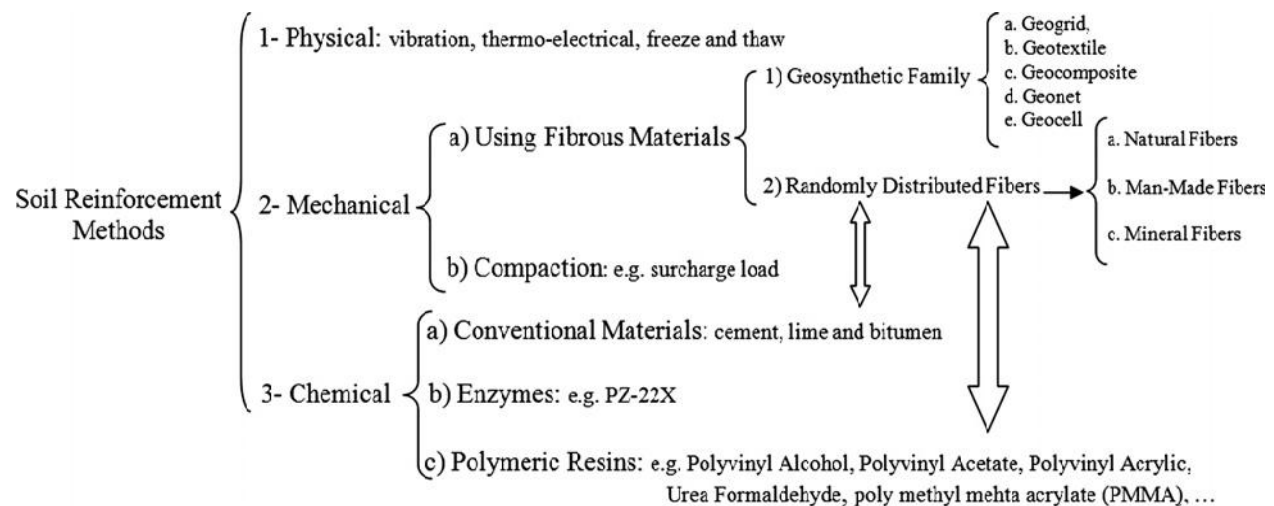 Soil Reinforcement
Methods
1- Physical: vibration, thermo-electrical, freeze and thaw
2- Mechanical
a) Using Fibrous Materials
1) Geosynthetic Family
a. Geogrid,
b. Geotextile
c. Geocomposite
d. Geonet
e. Geocell
2) Randomly Distributed Fibers
a. Natural Fibers
b. Man-Made Fibers
c. Mineral Fibers
b) Compaction: e.g. surcharge load
3- Chemical
a) Conventional Materials: cement, lime and bitumen
b) Enzymes: e.g. PZ-22X
c) Polymeric Resins: e.g. Polyvinyl Alcohol, Polyvinyl Acetate, Polyvinyl Acrylic,
Urea Formaldehyde, poly methyl mehta acrylate (PMMA), ...